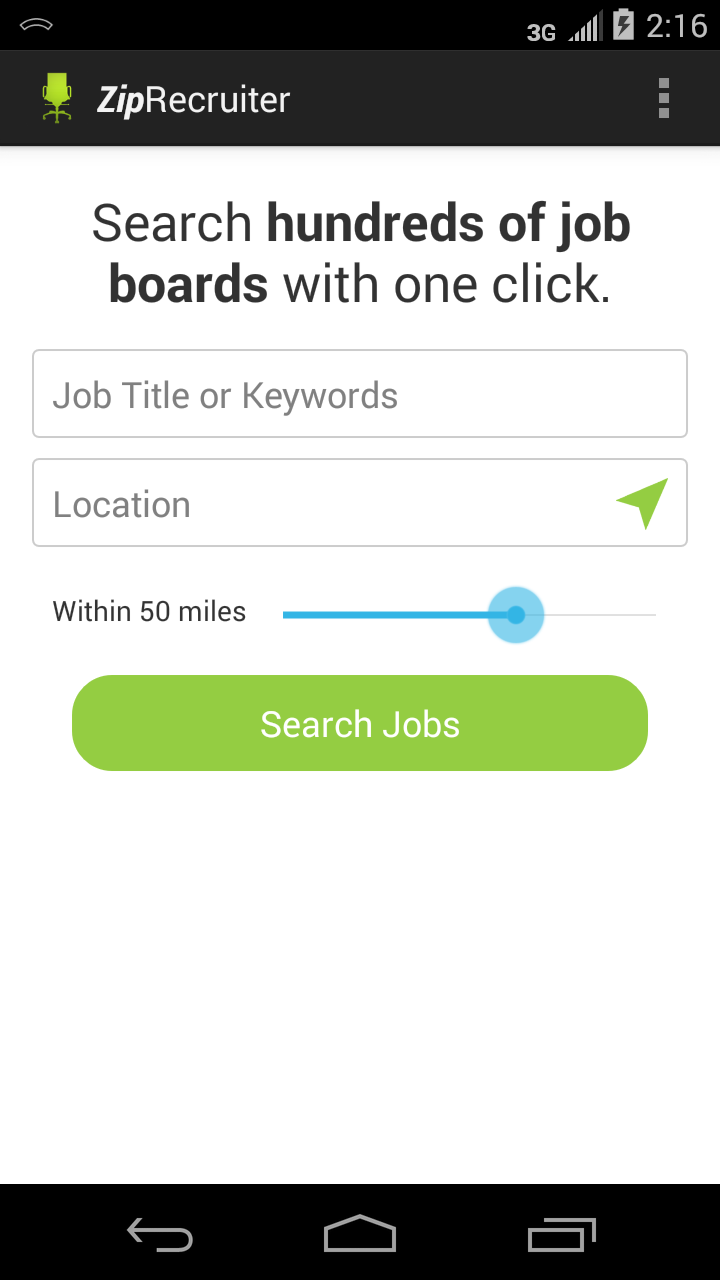 3G 2:16
ZipRecruiter
Search hundreds of job
boards with one click.
Job Title or Keywords
Location
Within 50 miles
Search Jobs